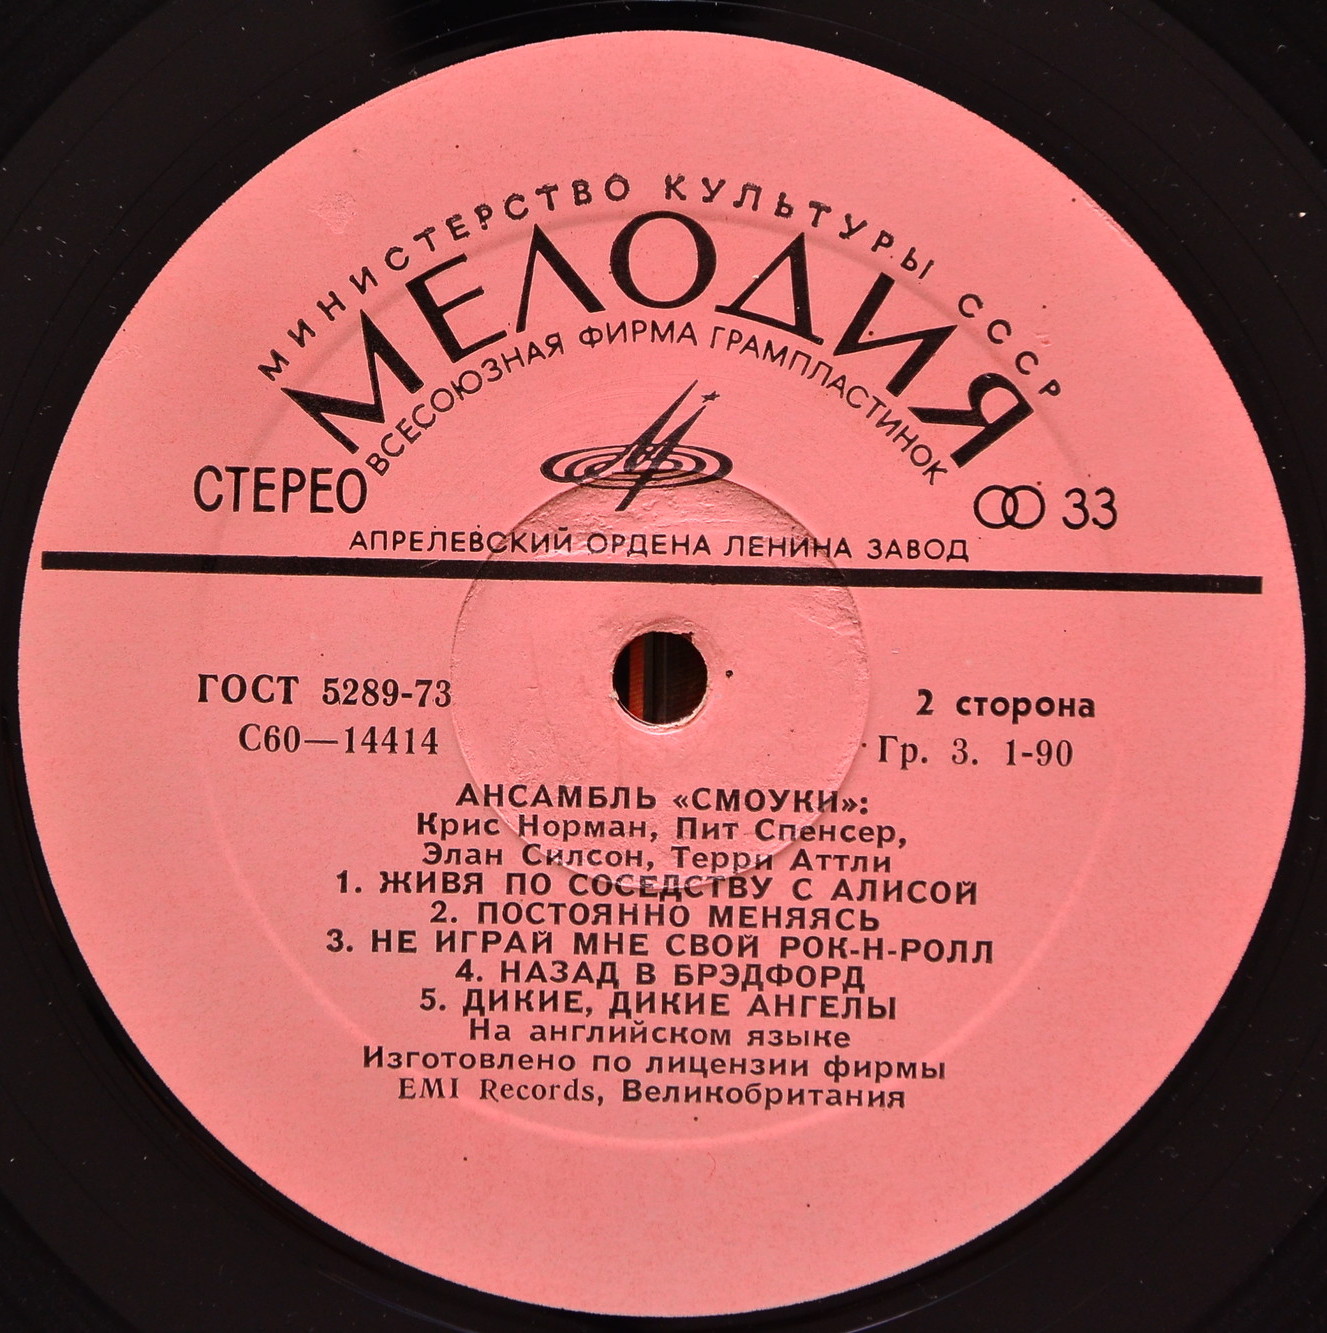 МИНИСТЕРСТВО КУЛЬТУРЫ СССР
МЕЛОДИЯ
ВСЕСОЮЗНАЯ ФИРМА ГРАМПЛАСТИНОК
СТЕРЕО
33
АПРЕЛЕВСКИЙ ОРДЕНА ЛЕНИНА ЗАВОД
ГОСТ 5289-73
2 сторона
С60—14414
Гр. 3. 1-90
АНСАМБЛЬ «СМОУКИ»:
Крис Норман, Пит Спенсер,
Элан Силсон, Терри Аттли
1. ЖИВЯ ПО СОСЕДСТВУ С АЛИСОЙ
2. ПОСТОЯННО МЕНЯЯСЬ
3. НЕ ИГРАЙ МНЕ СВОЙ РОК-Н-РОЛЛ
4. НАЗАД В БРЭДФОРД
5. ДИКИЕ, ДИКИЕ АНГЕЛЫ
На английском языке
Изготовлено по лицензии фирмы
EMI Records, Великобритания